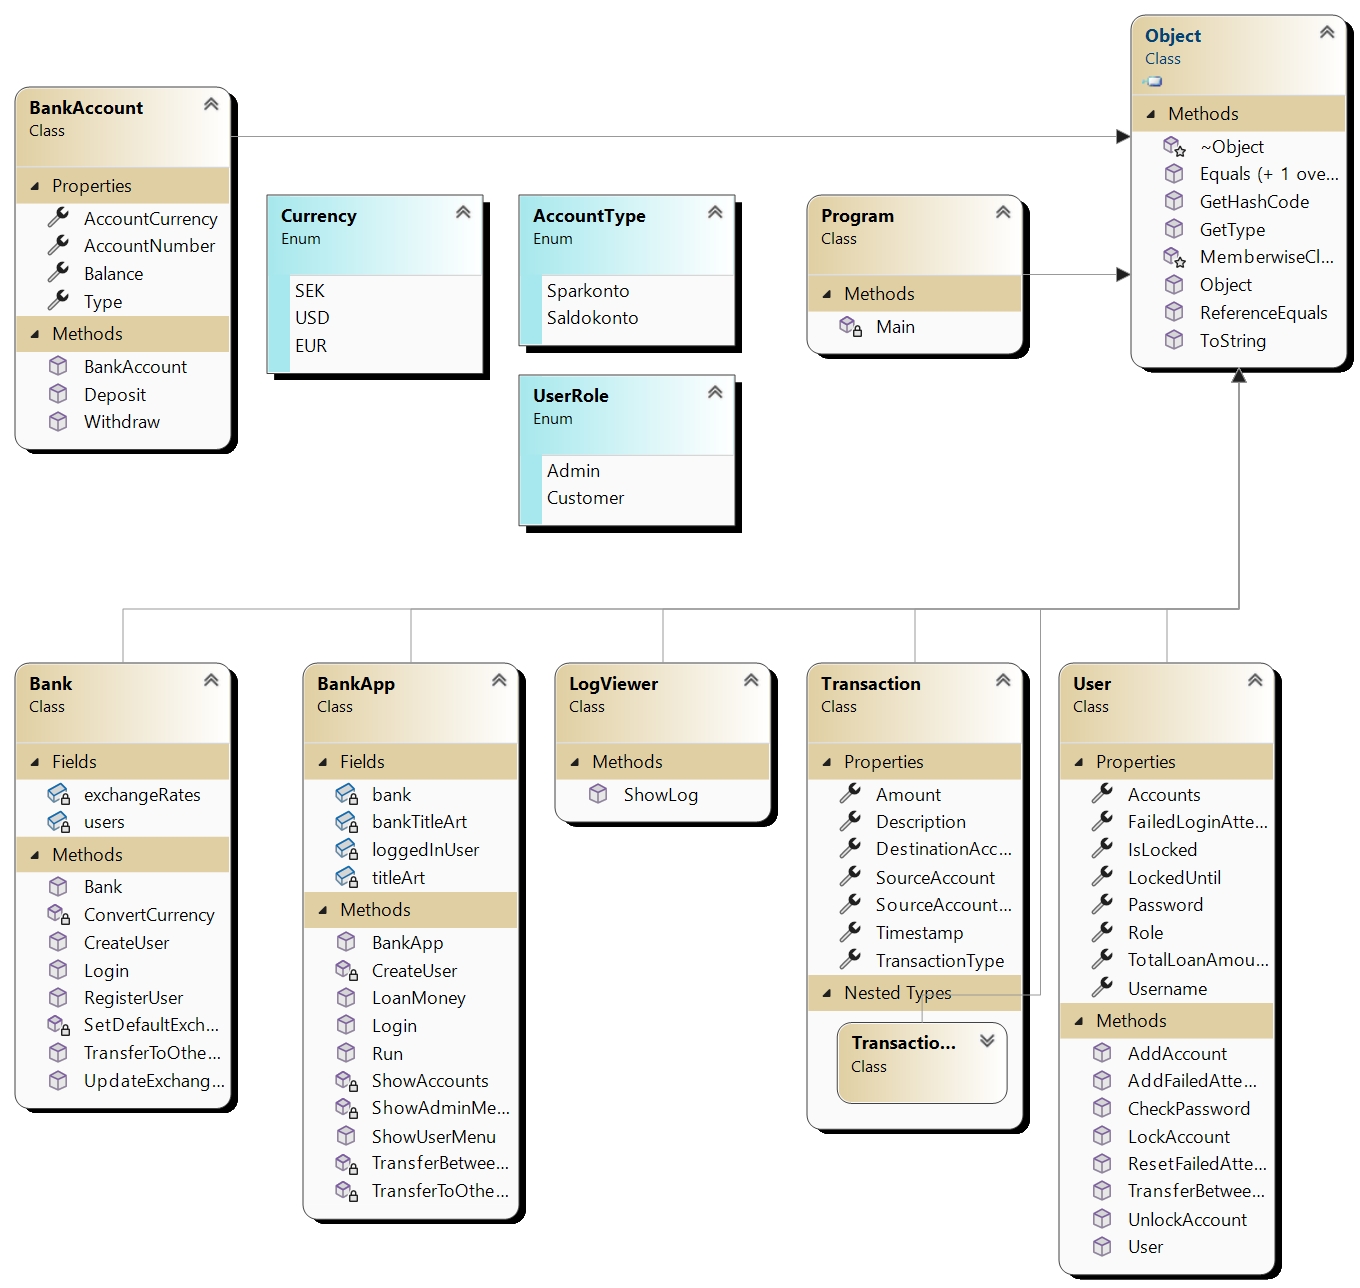 BankAccount
Class
Properties
AccountCurrency
AccountNumber
Balance
Type
Methods
BankAccount
Deposit
Withdraw
Currency
Enum
SEK
USD
EUR
AccountType
Enum
Sparkonto
Saldokonto
UserRole
Enum
Admin
Customer
Program
Class
Methods
Main
Object
Class
Methods
~Object
Equals (+ 1 ove...
GetHashCode
GetType
MemberwiseCl...
Object
ReferenceEquals
ToString
Bank
Class
Fields
exchangeRates
users
Methods
Bank
ConvertCurrency
CreateUser
Login
RegisterUser
SetDefaultExch...
TransferToOthe...
UpdateExchang...
BankApp
Class
Fields
bank
bankTitleArt
loggedInUser
titleArt
Methods
BankApp
CreateUser
LoanMoney
Login
Run
ShowAccounts
ShowAdminMe...
ShowUserMenu
TransferBetwee...
TransferToOthe...
LogViewer
Class
Methods
ShowLog
Transaction
Class
Properties
Amount
Description
DestinationAcc...
SourceAccount
SourceAccount...
Timestamp
TransactionType
Nested Types
Transactio...
Class
User
Class
Properties
Accounts
FailedLoginAtte...
IsLocked
LockedUntil
Password
Role
TotalLoanAmou...
Username
Methods
AddAccount
AddFailedAtte...
CheckPassword
LockAccount
ResetFailedAtte...
TransferBetwee...
UnlockAccount
User